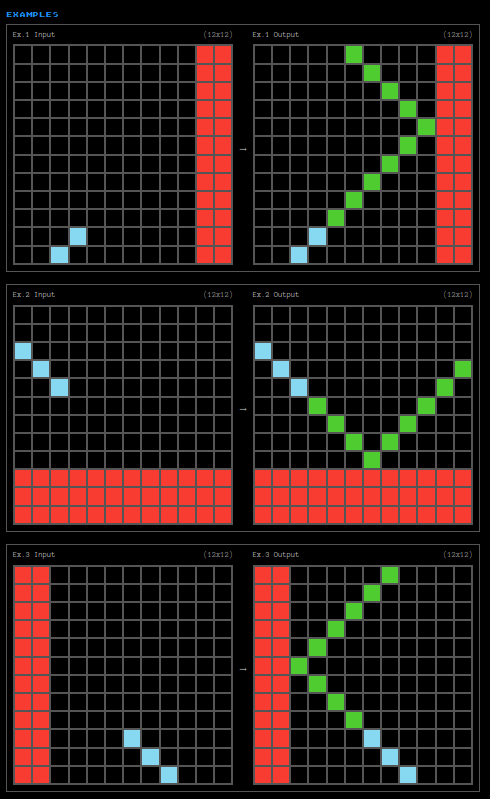 EXAMPLES
Ex.1 Input (12x12) Ex.1 Output (12x12)
→
Ex.2 Input (12x12) Ex.2 Output (12x12)
→
Ex.3 Input (12x12) Ex.3 Output (12x12)
→